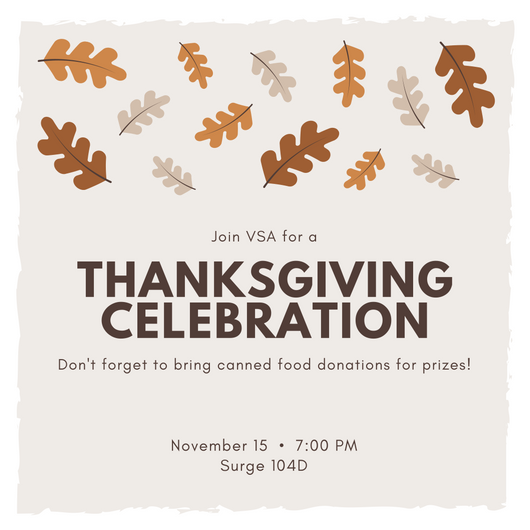 Join VSA for a
THANKSGIVING
CELEBRATION
Don't forget to bring canned food donations for prizes!
November 15 • 7:00 PM
Surge 104D